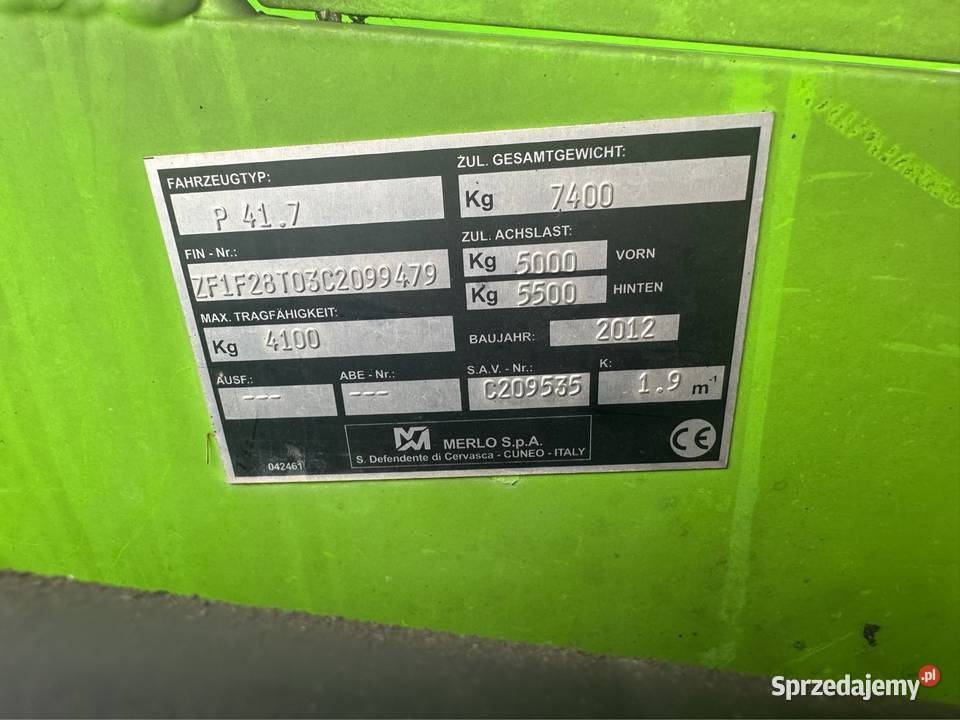 FAHRZEUGTYP:
P 41.7
FIN - Nr.:
ZF1F28T03C2099479
MAX. TRAGFÄHIGKEIT:
Kg 4100
AUSF.:
---
ABE - Nr.:
---
ZUL. GESAMTGEWICHT:
Kg 7400
ZUL. ACHSLAST:
Kg 5000 VORN
Kg 5500 HINTEN
BAUJAHR: 2012
S.A.V. - Nr.:
C209535
K:
1.9 m⁻¹
MERLO S.p.A.
S. Defendente di Cervasca - CUNEO - ITALY
042461
CE
Sprzedajemy.pl